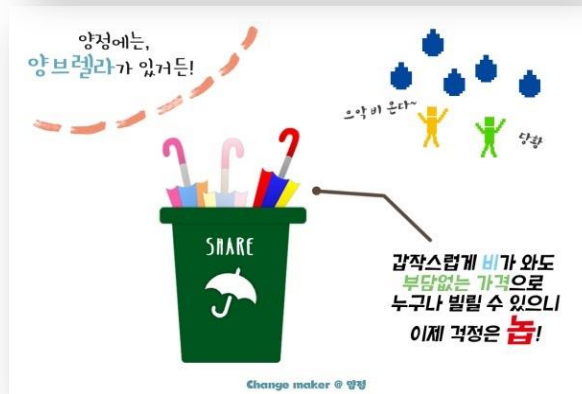 양정에는,
양브렐라가 있거든!
으악 비 온다~
당황
SHARE
갑작스럽게 비가 와도
부담없는 가격으로
누구나 빌릴 수 있으니
이제 걱정은 놉!
Change maker @ 양정